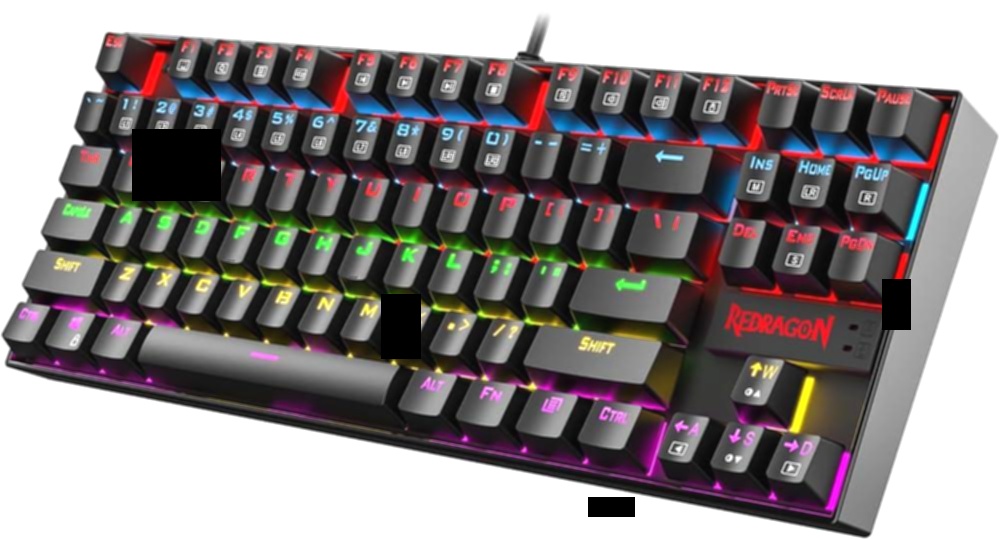 ESC F1 F2 F3 F4 F5 F6 F7 F8 F9 F10 F11 F12 PRTSC SCRLK PAUSE
`~ 1! 2@ 3# 4$ 5% 6^ 7& 8* 9( 0) -- =+ ← INS HOME PGUP
TAB R T Y U I O P [{ ]} \| DEL END PGDN
CAPSLK A S D F G H J K L ;: '" ↵
SHIFT Z X C V B N M .> /? SHIFT ↑W
CTRL ALT ALT FN CTRL ←A ↓S →D
REDRAGON